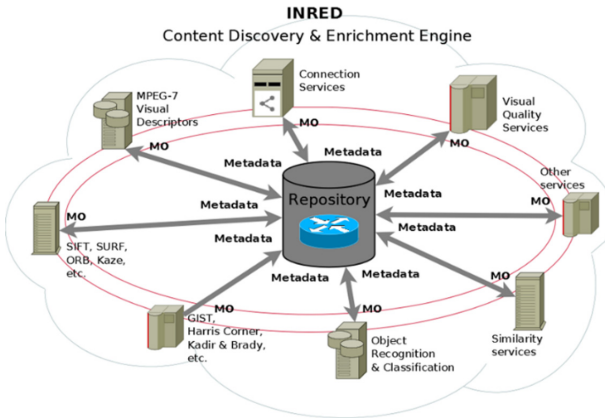 INRED
Content Discovery & Enrichment Engine
MPEG-7
Visual
Descriptors
Connection
Services
Visual
Quality
Services
MO
MO
MO
Metadata
Metadata
Other
services
Metadata
Metadata
Repository
MO
Metadata
Metadata
MO
SIFT, SURF,
ORB, Kaze,
etc.
Metadata
Metadata
Metadata
Metadata
MO
MO
MO
GIST,
Harris Corner,
Kadir & Brady,
etc.
Object
Recognition
& Classification
Similarity
services